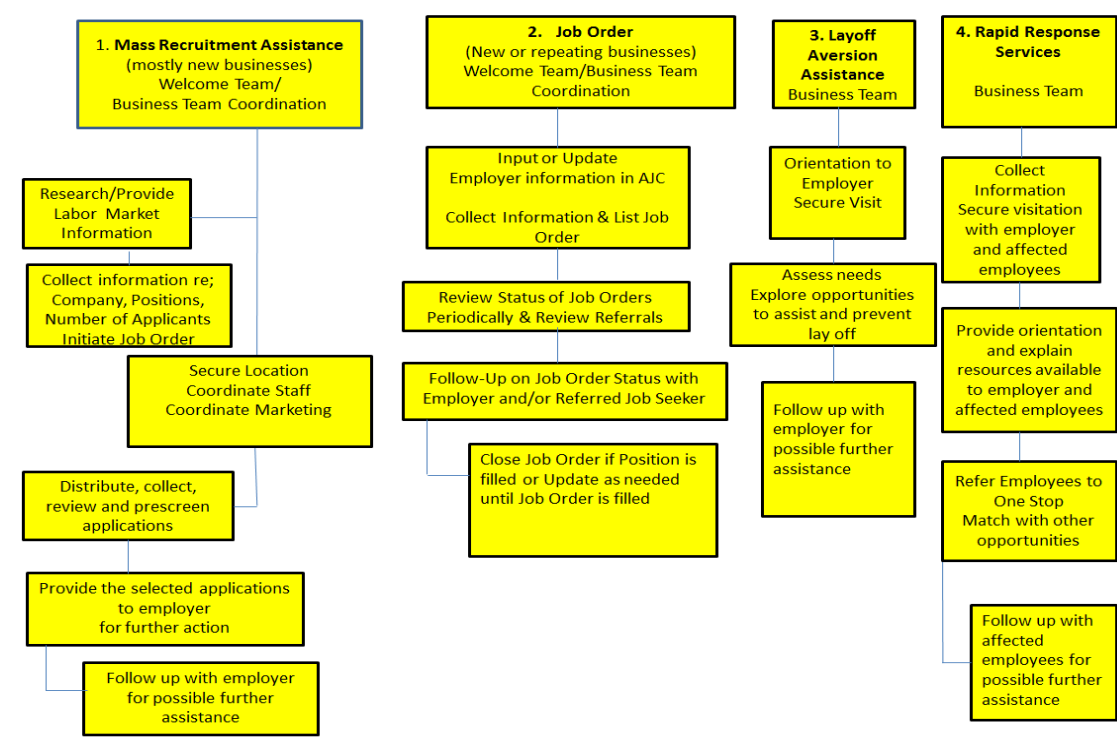 1. Mass Recruitment Assistance
(mostly new businesses)
Welcome Team/
Business Team Coordination
Research/Provide
Labor Market
Information
Collect information re;
Company, Positions,
Number of Applicants
Initiate Job Order
Secure Location
Coordinate Staff
Coordinate Marketing
Distribute, collect,
review and prescreen
applications
Provide the selected applications
to employer
for further action
Follow up with employer
for possible further
assistance
2. Job Order
(New or repeating businesses)
Welcome Team/Business Team
Coordination
Input or Update
Employer information in AJC
Collect Information & List Job
Order
Review Status of Job Orders
Periodically & Review Referrals
Follow-Up on Job Order Status with
Employer and/or Referred Job Seeker
Close Job Order if Position is
filled or Update as needed
until Job Order is filled
3. Layoff
Aversion
Assistance
Business Team
Orientation to
Employer
Secure Visit
Assess needs
Explore opportunities
to assist and prevent
lay off
Follow up with
employer for
possible further
assistance
4. Rapid Response
Services
Business Team
Collect
Information
Secure visitation
with employer
and affected
employees
Provide orientation
and explain
resources available
to employer and
affected employees
Refer Employees to
One Stop
Match with other
opportunities
Follow up with
affected
employees for
possible further
assistance